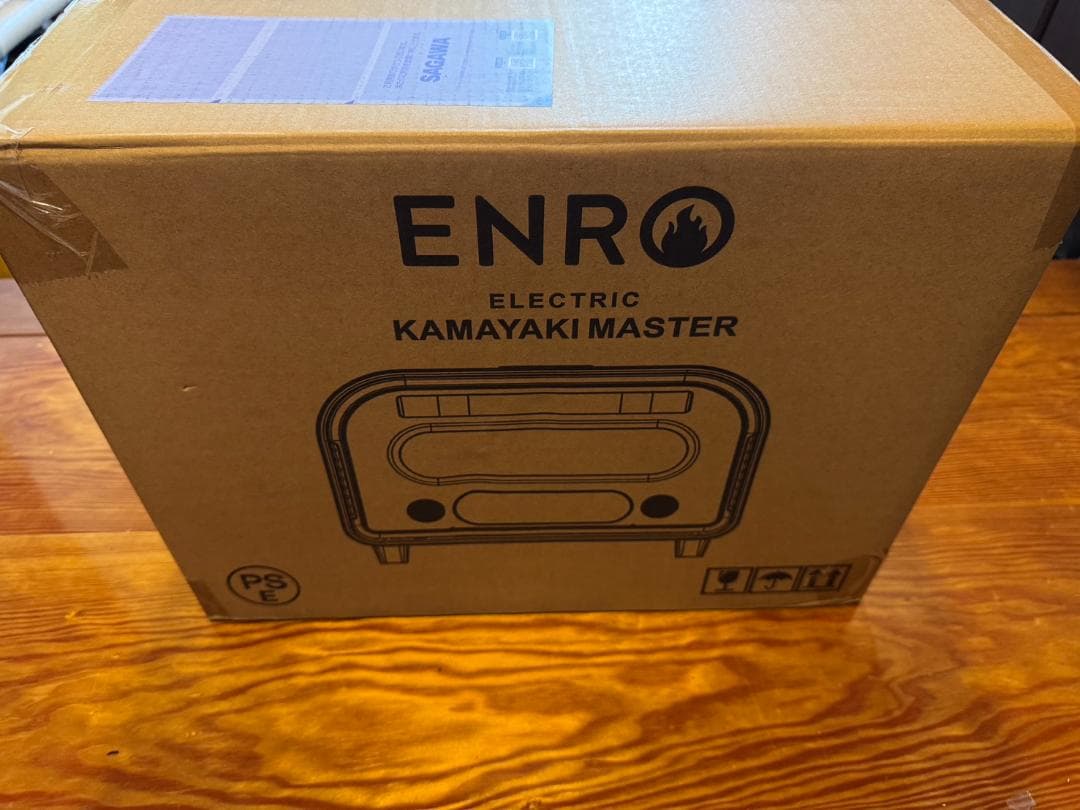 SAGAWA
ENRO
ELECTRIC
KAMAYAKI MASTER
PS
E